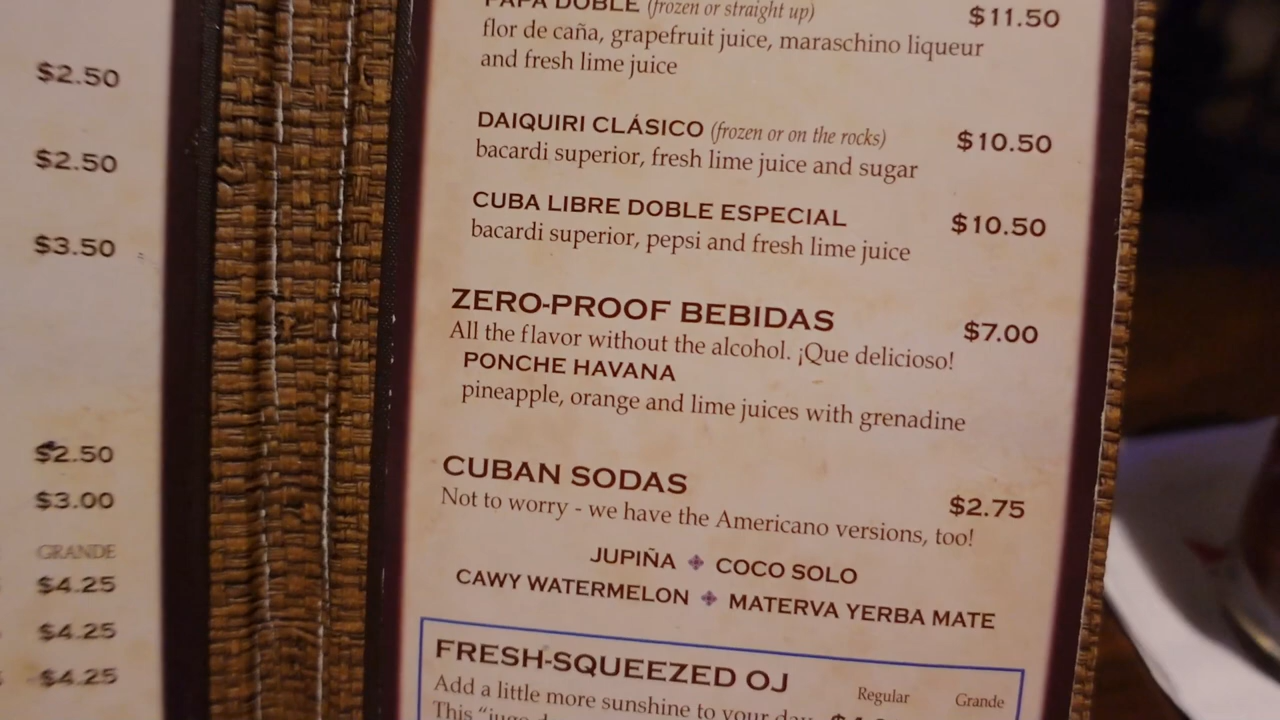 $2.50
$2.50
$3.50
$2.50
$3.00
GRANDE
$4.25
$4.25
$4.25
PAPA DOBLE (frozen or straight up) $11.50
flor de caña, grapefruit juice, maraschino liqueur
and fresh lime juice
DAIQUIRI CLÁSICO (frozen or on the rocks) $10.50
bacardi superior, fresh lime juice and sugar
CUBA LIBRE DOBLE ESPECIAL $10.50
bacardi superior, pepsi and fresh lime juice
ZERO-PROOF BEBIDAS $7.00
All the flavor without the alcohol. ¡Que delicioso!
PONCHE HAVANA
pineapple, orange and lime juices with grenadine
CUBAN SODAS $2.75
Not to worry - we have the Americano versions, too!
JUPIÑA COCO SOLO
CAWY WATERMELON MATERVA YERBA MATE
FRESH-SQUEEZED OJ Regular Grande
Add a little more sunshine to your day
This